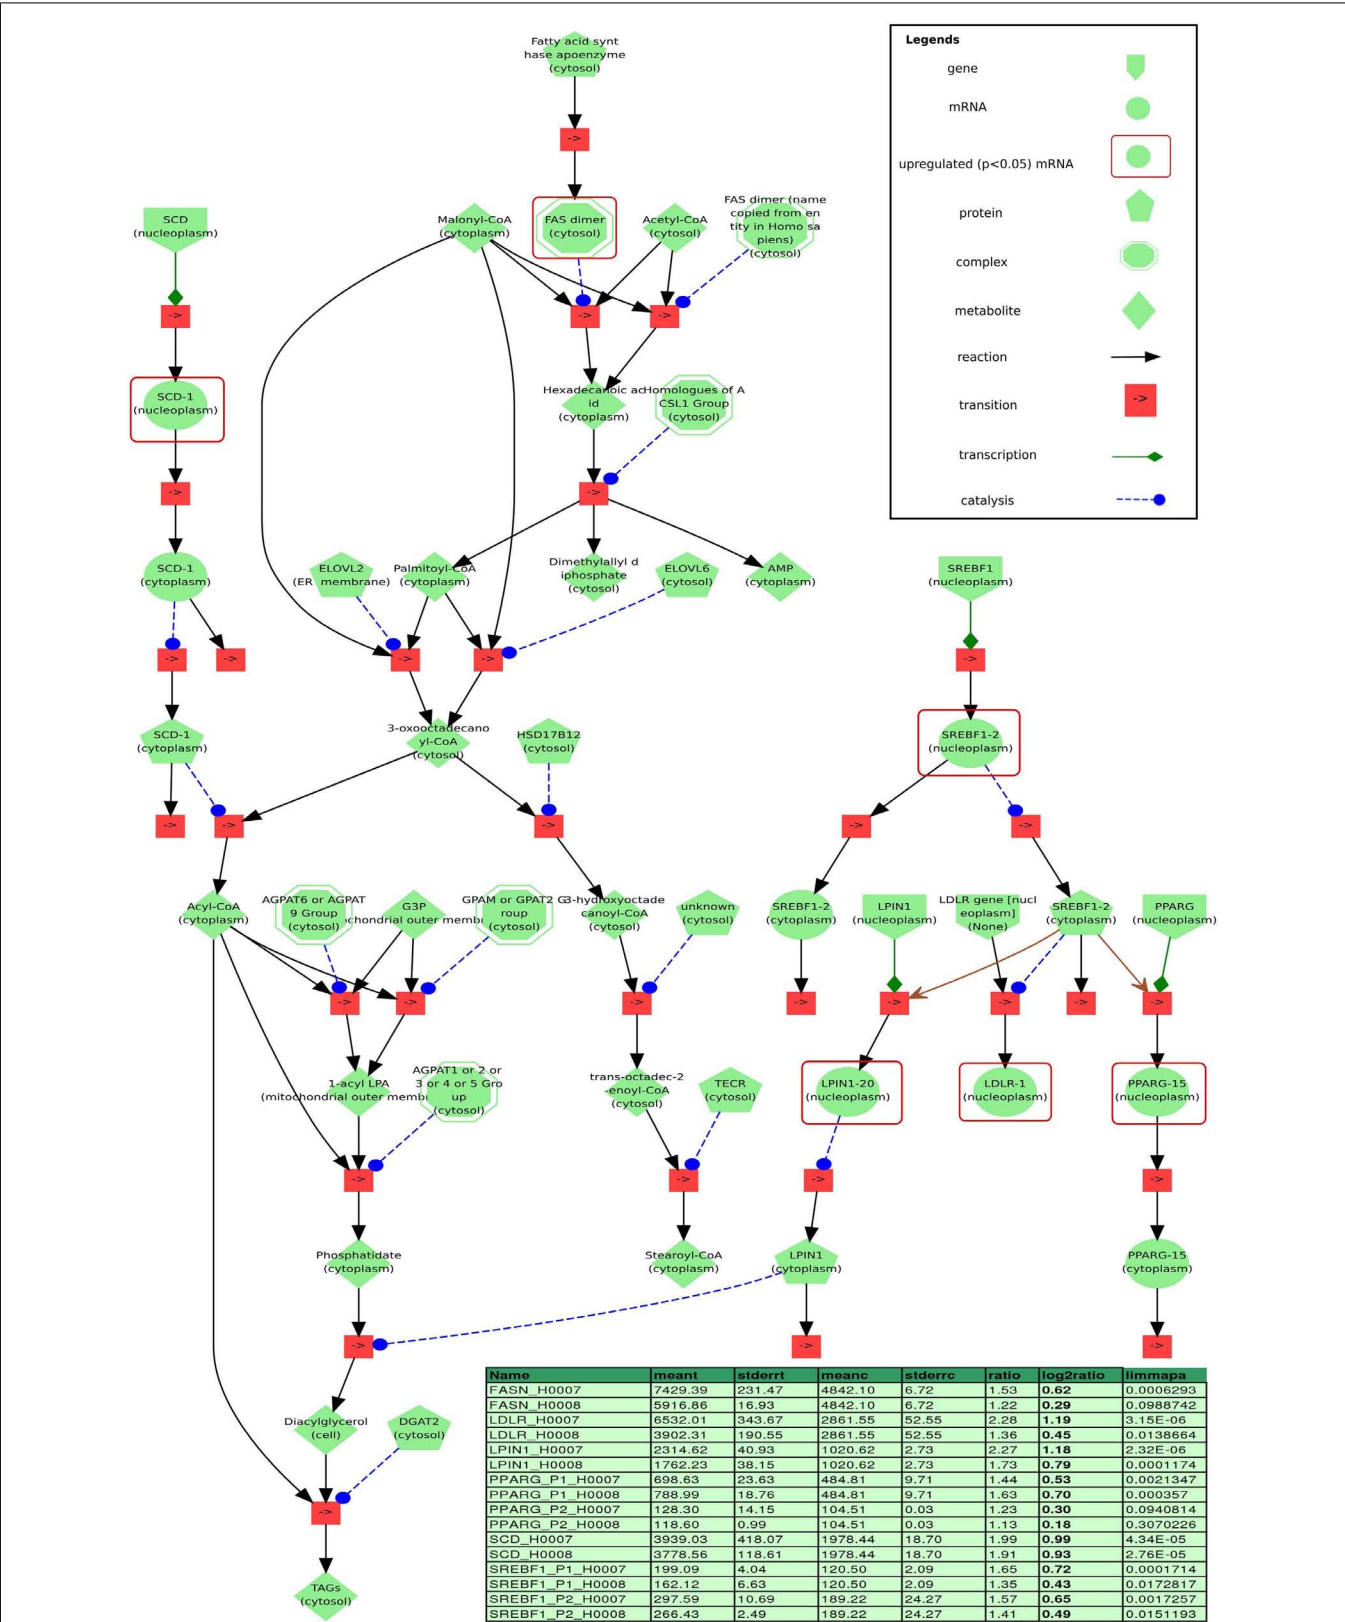 Fatty acid synt
hase apoenzyme
(cytosol)
Legends
gene
mRNA
upregulated (p<0.05) mRNA
protein
complex
metabolite
reaction
transition
->
transcription
catalysis
->
SCD
(nucleoplasm)
Malonyl-CoA
(cytoplasm)
FAS dimer
(cytosol)
Acetyl-CoA
(cytosol)
FAS dimer (name
copied from en
tity in Homo sa
piens)
(cytosol)
->
->
->
SCD-1
(nucleoplasm)
Hexadecanoic ac
id
(cytoplasm)
Homologues of A
CSL1 Group
(cytosol)
->
->
SCD-1
(cytoplasm)
ELOVL2
(ER membrane)
Palmitoyl-CoA
(cytoplasm)
Dimethylallyl d
iphosphate
(cytosol)
ELOVL6
(cytosol)
AMP
(cytoplasm)
SREBF1
(nucleoplasm)
->
->
->
->
->
SCD-1
(cytoplasm)
3-oxooctadecano
yl-CoA
(cytosol)
HSD17B12
(cytosol)
SREBF1-2
(nucleoplasm)
->
->
->
->
->
Acyl-CoA
(cytoplasm)
AGPAT6 or AGPAT
9 Group
(cytosol)
G3P
chondrial outer memb
GPAM or GPAT2 G
roup
(cytosol)
3-hydroxyoctade
canoyl-CoA
(cytosol)
unknown
(cytosol)
SREBF1-2
(cytoplasm)
LPIN1
(nucleoplasm)
LDLR gene [nucl
eoplasm]
(None)
SREBF1-2
(cytoplasm)
PPARG
(nucleoplasm)
->
->
->
->
->
->
->
->
1-acyl LPA
(mitochondrial outer memb
AGPAT1 or 2 or
3 or 4 or 5 Gro
up
(cytosol)
trans-octadec-2
-enoyl-CoA
(cytosol)
TECR
(cytosol)
LPIN1-20
(nucleoplasm)
LDLR-1
(nucleoplasm)
PPARG-15
(nucleoplasm)
->
->
->
->
Phosphatidate
(cytoplasm)
Stearoyl-CoA
(cytoplasm)
LPIN1
(cytoplasm)
PPARG-15
(cytoplasm)
->
->
->
Diacylglycerol
(cell)
DGAT2
(cytosol)
->
TAGs
(cytosol)
Name meant stderrt meanc stderrc ratio log2ratio limmapa
FASN_H0007 7429.39 231.47 4842.10 6.72 1.53 0.62 0.0006293
FASN_H0008 5916.86 16.93 4842.10 6.72 1.22 0.29 0.0988742
LDLR_H0007 6532.01 343.67 2861.55 52.55 2.28 1.19 3.15E-06
LDLR_H0008 3902.31 190.55 2861.55 52.55 1.36 0.45 0.0138664
LPIN1_H0007 2314.62 40.93 1020.62 2.73 2.27 1.18 2.32E-06
LPIN1_H0008 1762.23 38.15 1020.62 2.73 1.73 0.79 0.0001174
PPARG_P1_H0007 698.63 23.63 484.81 9.71 1.44 0.53 0.0021347
PPARG_P1_H0008 788.99 18.76 484.81 9.71 1.63 0.70 0.000357
PPARG_P2_H0007 128.30 14.15 104.51 0.03 1.23 0.30 0.0940814
PPARG_P2_H0008 118.60 0.99 104.51 0.03 1.13 0.18 0.3070226
SCD_H0007 3939.03 418.07 1978.44 18.70 1.99 0.99 4.34E-05
SCD_H0008 3778.56 118.61 1978.44 18.70 1.91 0.93 2.76E-05
SREBF1_P1_H0007 199.09 4.04 120.50 2.09 1.65 0.72 0.0001714
SREBF1_P1_H0008 162.12 6.63 120.50 2.09 1.35 0.43 0.0172817
SREBF1_P2_H0007 297.59 10.69 189.22 24.27 1.57 0.65 0.0017257
SREBF1_P2_H0008 266.43 2.49 189.22 24.27 1.41 0.49 0.0151193